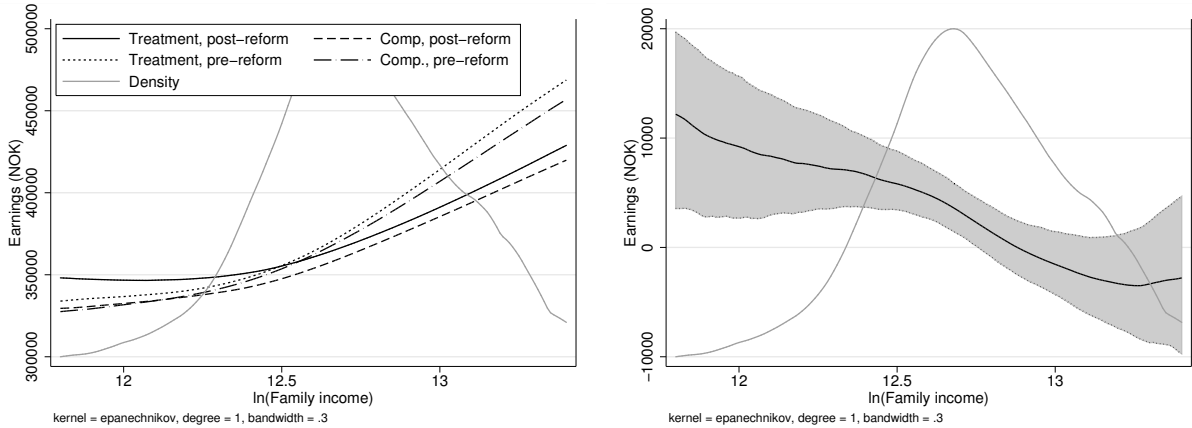 Treatment, post−reform
Comp, post−reform
Treatment, pre−reform
Comp., pre−reform
Density
Earnings (NOK)
500000
450000
400000
350000
300000
12
12.5
13
ln(Family income)
kernel = epanechnikov, degree = 1, bandwidth = .3
Earnings (NOK)
20000
10000
0
−10000
12
12.5
13
ln(Family income)
kernel = epanechnikov, degree = 1, bandwidth = .3